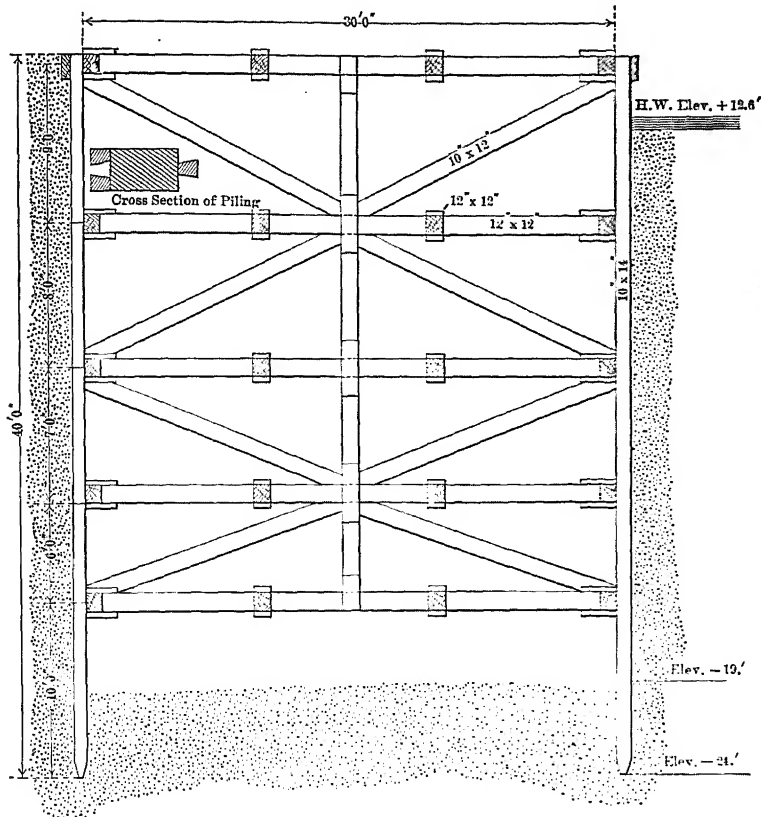 30'0"
H.W. Elev. +12.6'
9'0"
10" x 12"
Cross Section of Piling
12" x 12"
12" x 12"
10" x 14"
8'0"
40'0"
7'0"
6'0"
10'0"
Elev. –19.'
Elev. –24.'